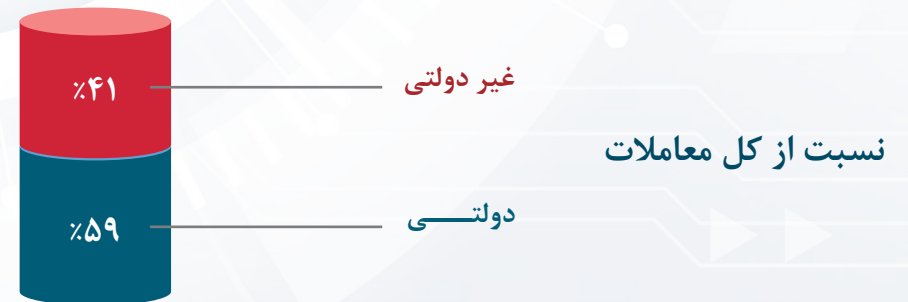 نسبت از کل معاملات
غیر دولتی
٪۴۱
دولتـــــی
٪۵۹